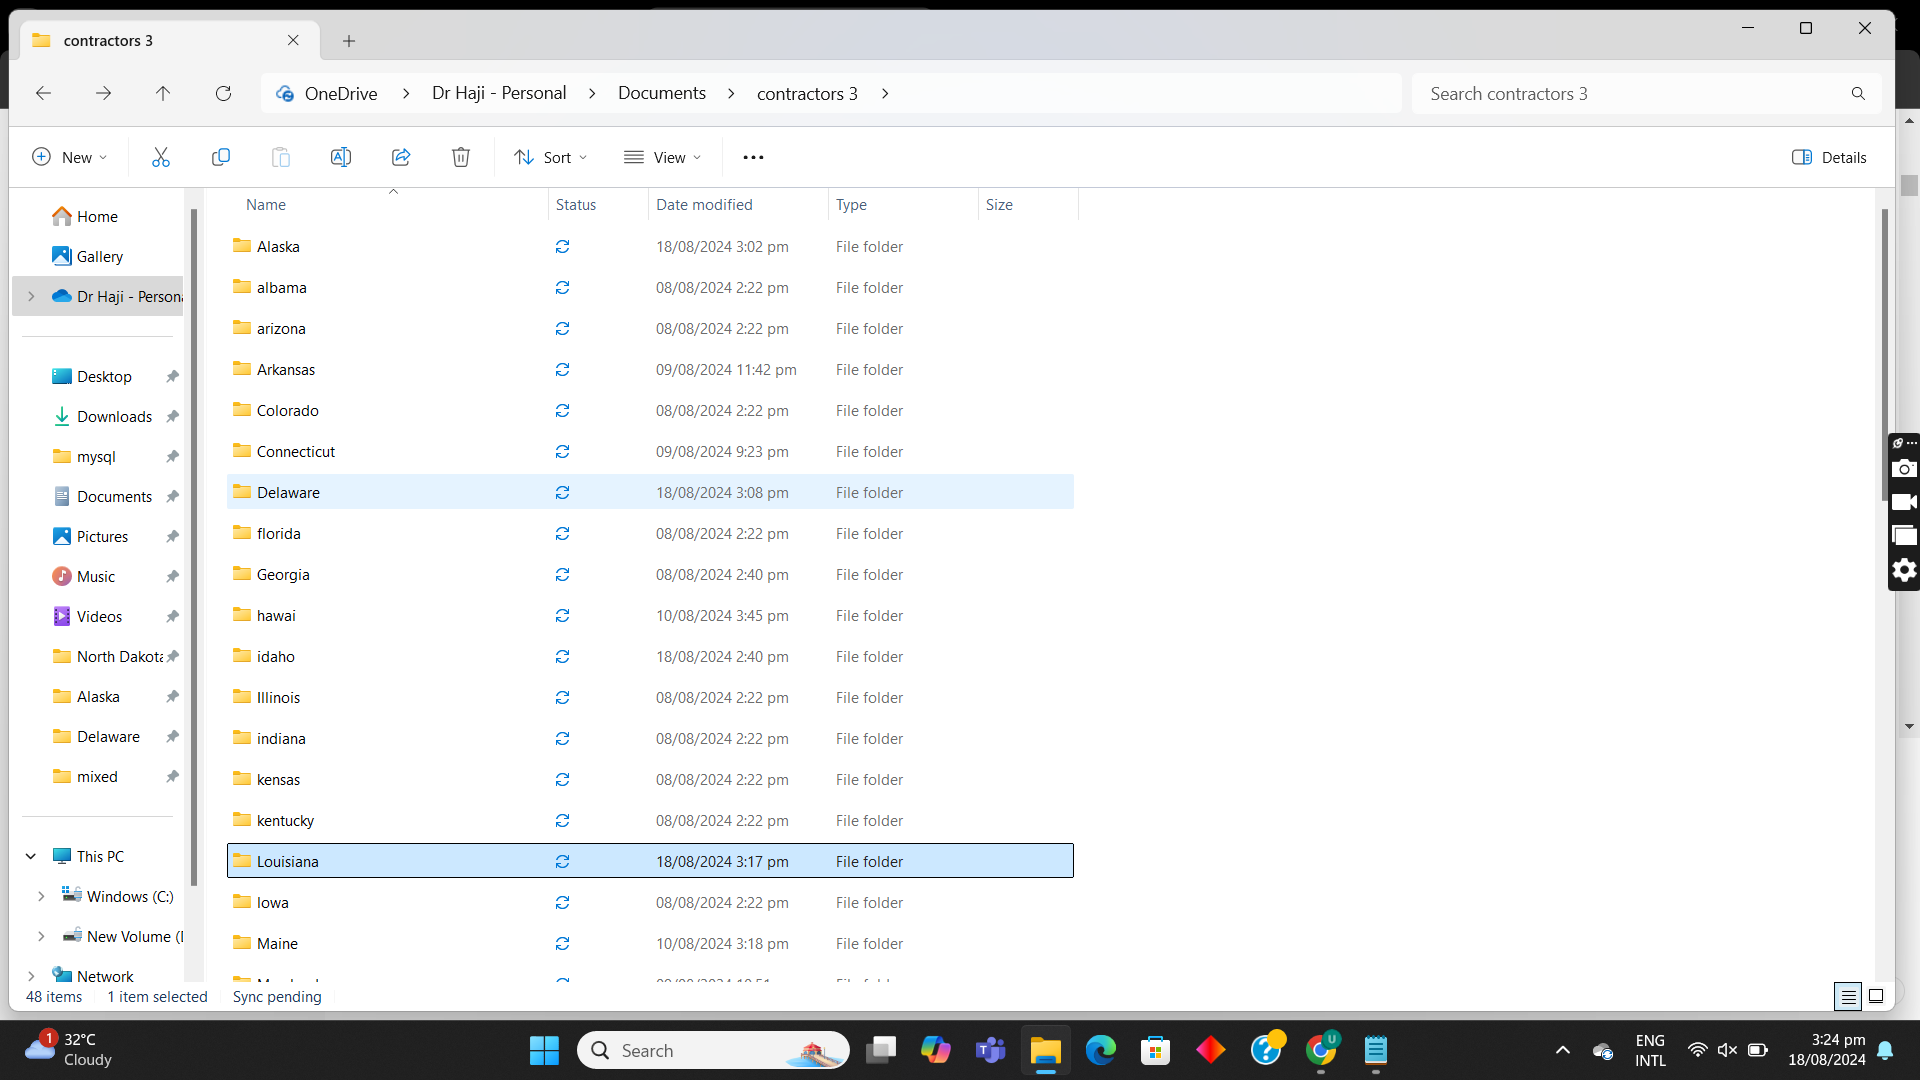 contractors 3
OneDrive > Dr Haji - Personal > Documents > contractors 3 >
Search contractors 3
New
Sort
View
Details
Home
Gallery
Dr Haji - Persona
Desktop
Downloads
mysql
Documents
Pictures
Music
Videos
North Dakota
Alaska
Delaware
mixed
This PC
Windows (C:)
New Volume (
Network
Name Status Date modified Type Size
Alaska 18/08/2024 3:02 pm File folder
albama 08/08/2024 2:22 pm File folder
arizona 08/08/2024 2:22 pm File folder
Arkansas 09/08/2024 11:42 pm File folder
Colorado 08/08/2024 2:22 pm File folder
Connecticut 09/08/2024 9:23 pm File folder
Delaware 18/08/2024 3:08 pm File folder
florida 08/08/2024 2:22 pm File folder
Georgia 08/08/2024 2:40 pm File folder
hawai 10/08/2024 3:45 pm File folder
idaho 18/08/2024 2:40 pm File folder
Illinois 08/08/2024 2:22 pm File folder
indiana 08/08/2024 2:22 pm File folder
kensas 08/08/2024 2:22 pm File folder
kentucky 08/08/2024 2:22 pm File folder
Louisiana 18/08/2024 3:17 pm File folder
Iowa 08/08/2024 2:22 pm File folder
Maine 10/08/2024 3:18 pm File folder
48 items 1 item selected Sync pending
1
32°C
Cloudy
Search
U
ENG
INTL
3:24 pm
18/08/2024